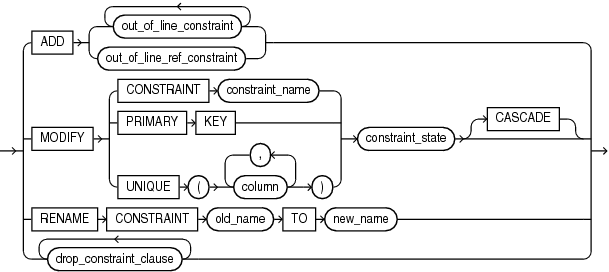 out_of_line_constraint
ADD
out_of_line_ref_constraint
CONSTRAINT constraint_name
CASCADE
PRIMARY KEY
MODIFY constraint_state
,
UNIQUE ( column )
RENAME CONSTRAINT old_name TO new_name
drop_constraint_clause